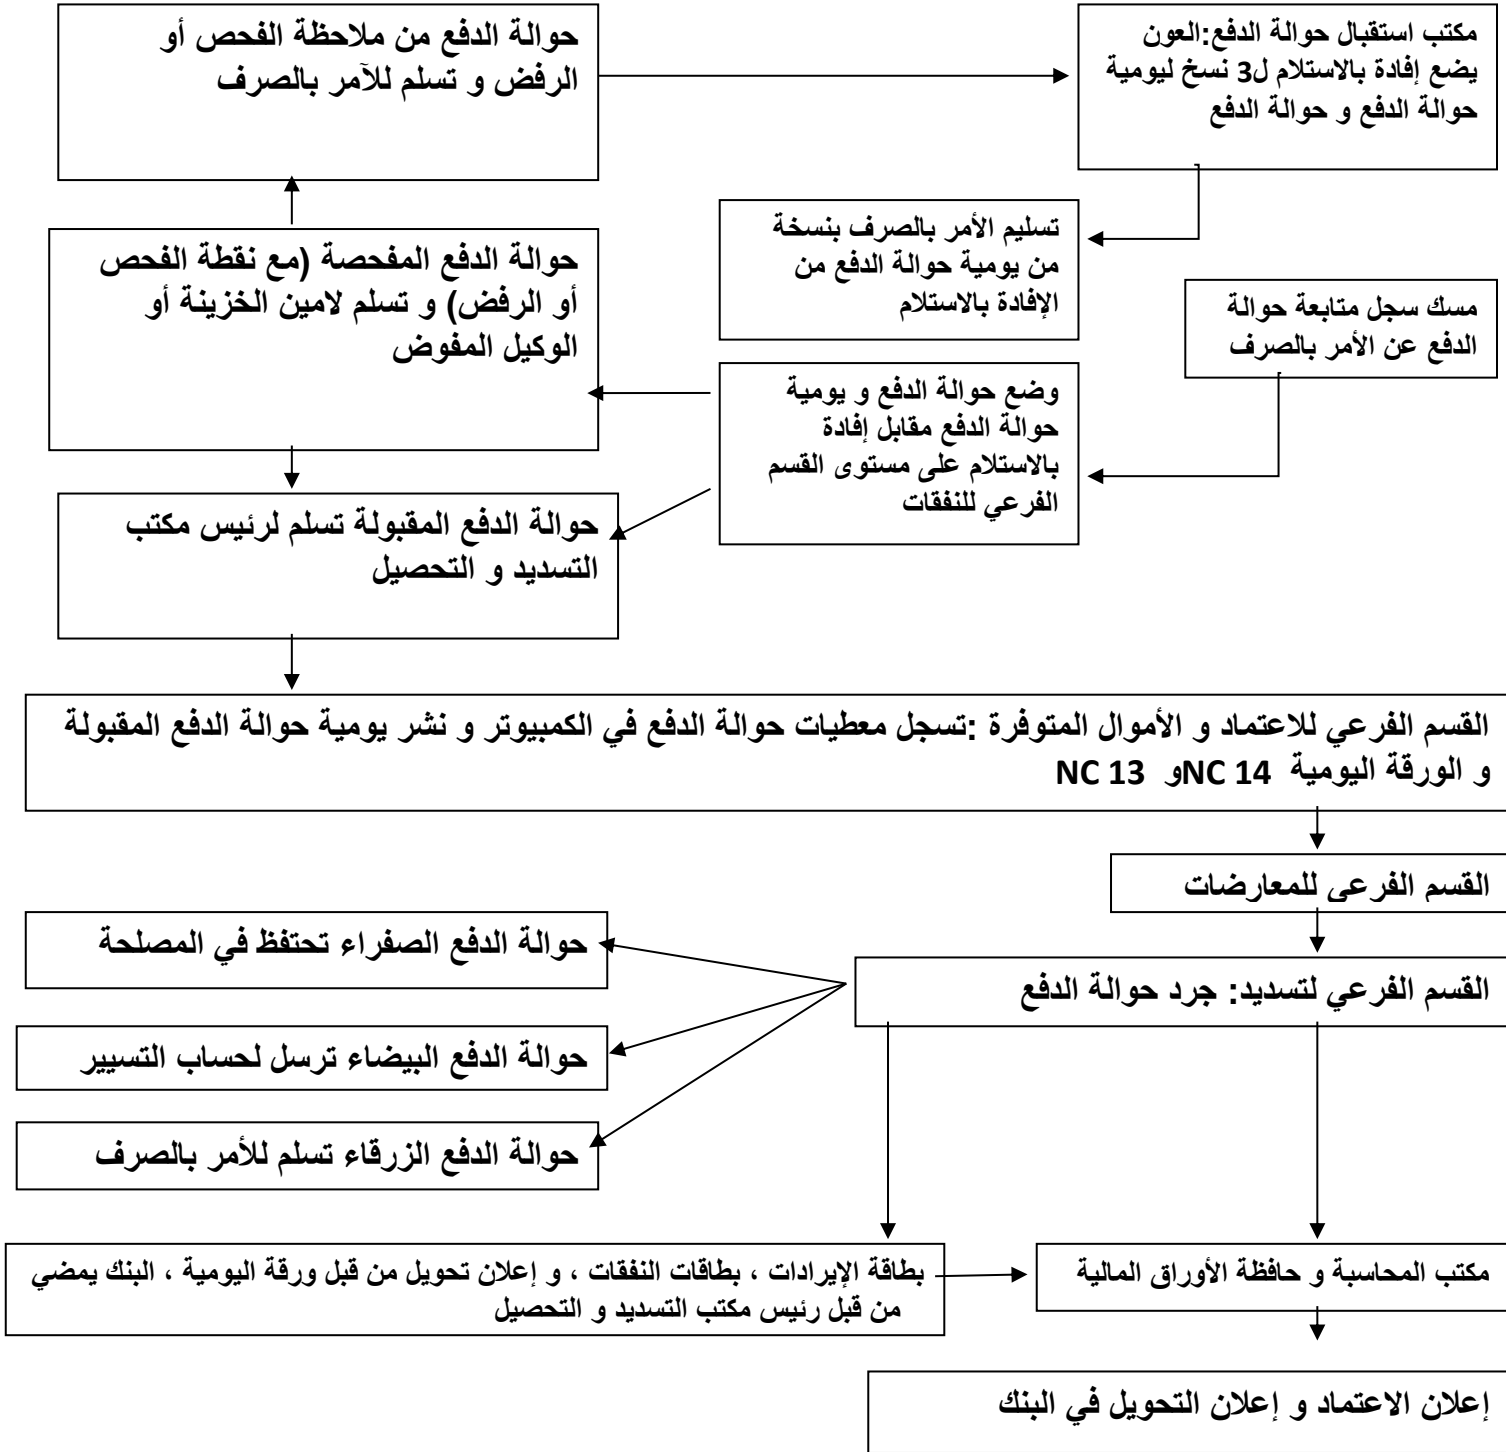 مكتب استقبال حوالة الدفع:العون
يضع إفادة بالاستلام ل3 نسخ ليومية
حوالة الدفع و حوالة الدفع
حوالة الدفع من ملاحظة الفحص أو
الرفض و تسلم للآمر بالصرف
تسليم الأمر بالصرف بنسخة
من يومية حوالة الدفع من
الإفادة بالاستلام
حوالة الدفع المفحصة (مع نقطة الفحص
أو الرفض) و تسلم لامين الخزينة أو
الوكيل المفوض
مسك سجل متابعة حوالة
الدفع عن الأمر بالصرف
وضع حوالة الدفع و يومية
حوالة الدفع مقابل إفادة
بالاستلام على مستوى القسم
الفرعي للنفقات
حوالة الدفع المقبولة تسلم لرئيس مكتب
التسديد و التحصيل
القسم الفرعي للاعتماد و الأموال المتوفرة :تسجل معطيات حوالة الدفع في الكمبيوتر و نشر يومية حوالة الدفع المقبولة
و الورقة اليومية NC 14و NC 13
القسم الفرعي للمعارضات
القسم الفرعي لتسديد: جرد حوالة الدفع
حوالة الدفع الصفراء تحتفظ في المصلحة
حوالة الدفع البيضاء ترسل لحساب التسيير
حوالة الدفع الزرقاء تسلم للأمر بالصرف
مكتب المحاسبة و حافظة الأوراق المالية
بطاقة الإيرادات ، بطاقات النفقات ، و إعلان تحويل من قبل ورقة اليومية ، البنك يمضي
من قبل رئيس مكتب التسديد و التحصيل
إعلان الاعتماد و إعلان التحويل في البنك